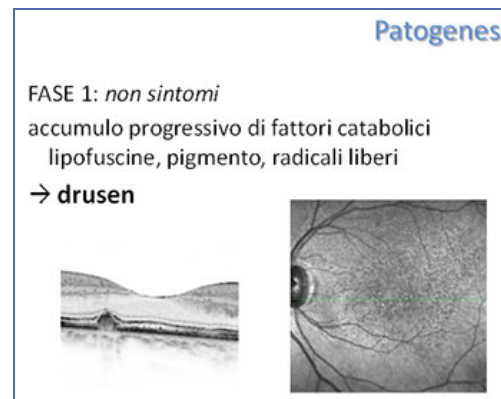 Patogenes
FASE 1: non sintomi
accumulo progressivo di fattori catabolici
lipofuscine, pigmento, radicali liberi
→ drusen